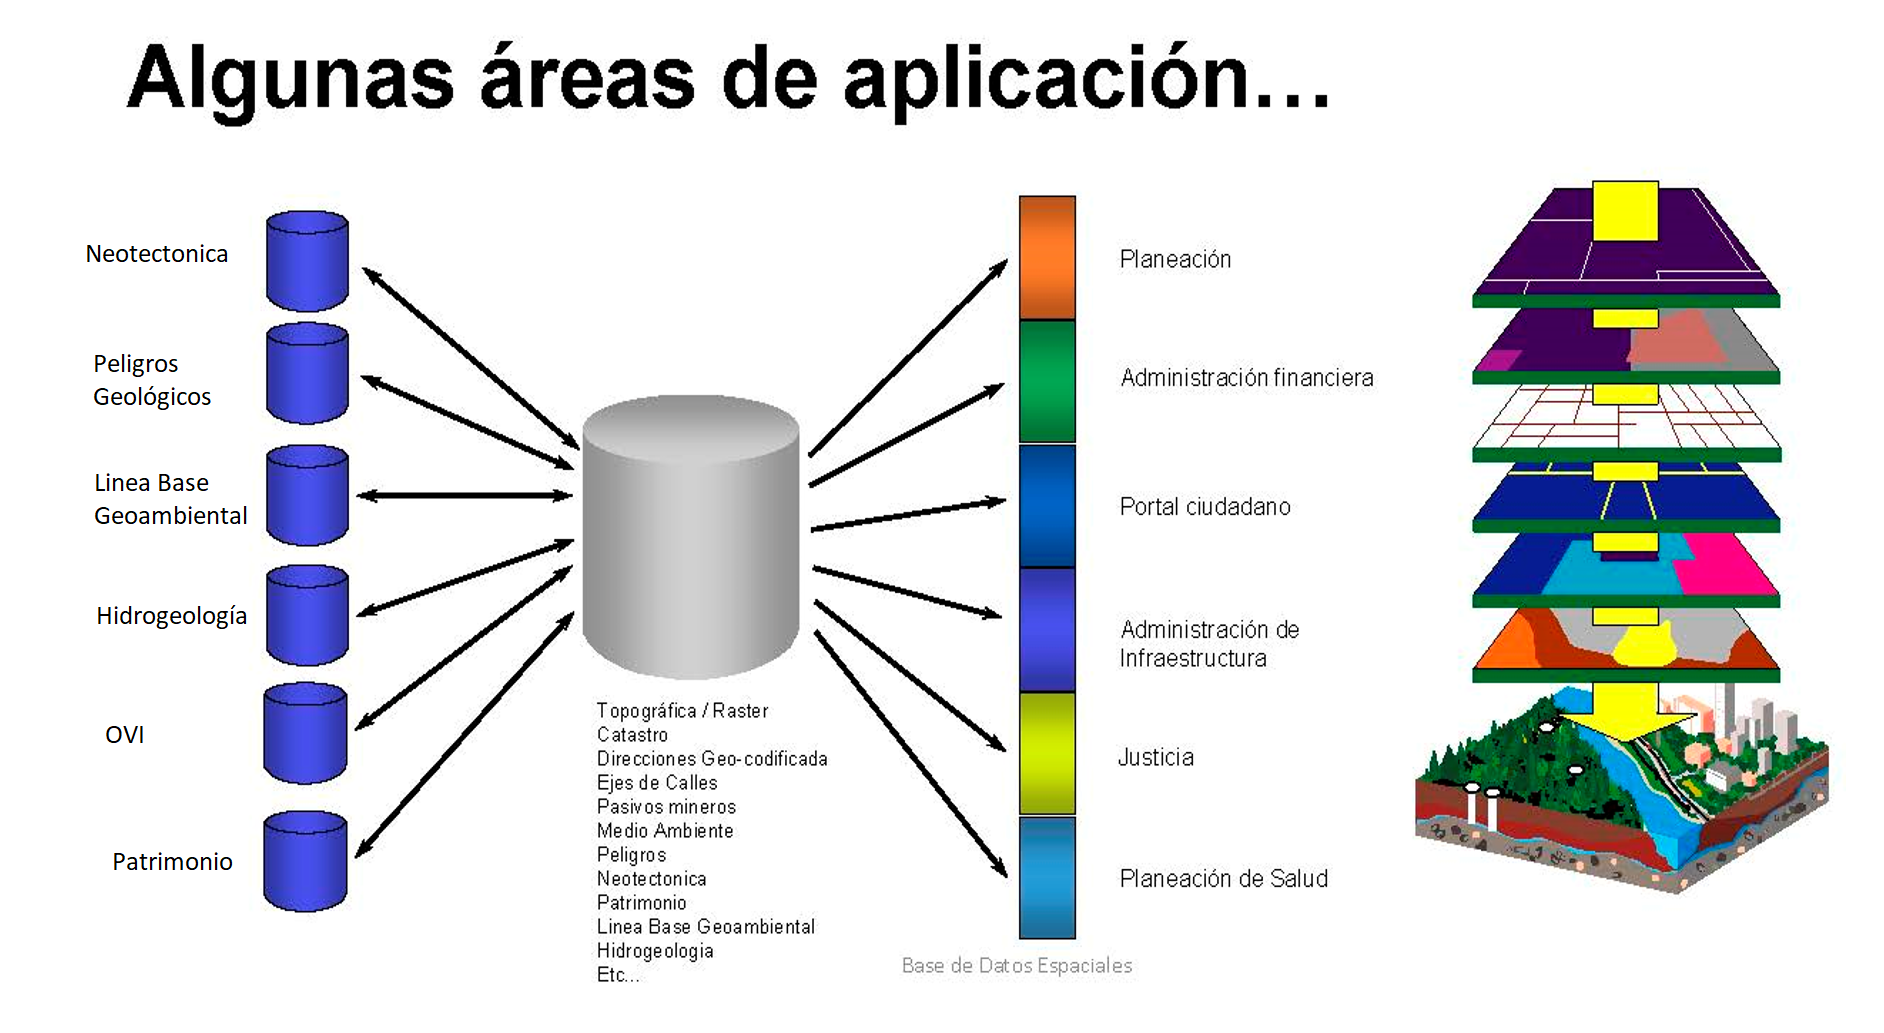 Algunas áreas de aplicación...
Neotectonica
Peligros
Geológicos
Linea Base
Geoambiental
Hidrogeología
OVI
Patrimonio
Topográfica / Raster
Catastro
Direcciones Geo-codificada
Ejes de Calles
Pasivos mineros
Medio Ambiente
Peligros
Neotectonica
Patrimonio
Linea Base Geoambiental
Hidrogeologia
Etc...
Planeación
Administración financiera
Portal ciudadano
Administración de
Infraestructura
Justicia
Planeación de Salud
Base de Datos Espaciales